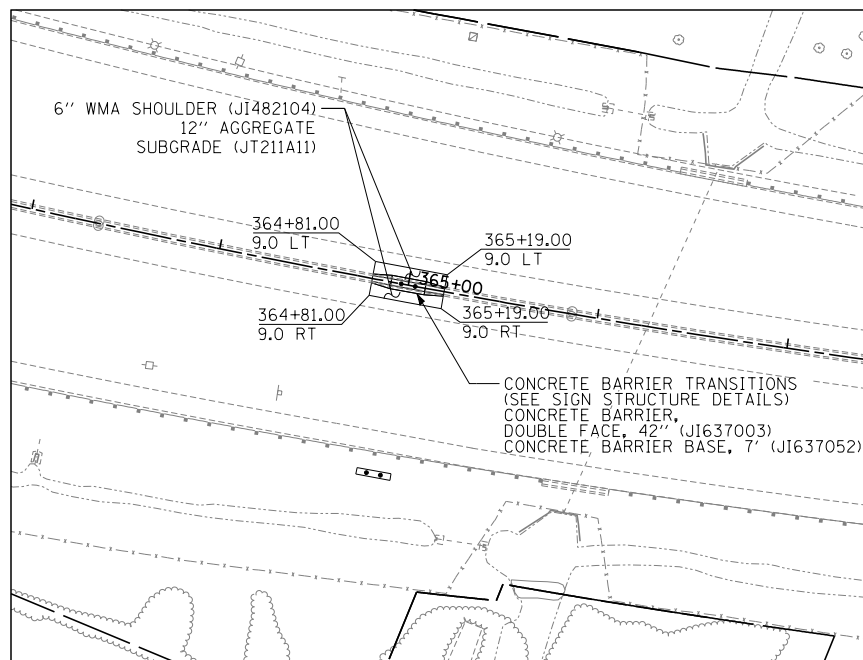 6'' WMA SHOULDER (JI482104)
12'' AGGREGATE
SUBGRADE (JT211A11)
364+81.00
9.0 LT
365+19.00
9.0 LT
365+00
364+81.00
9.0 RT
365+19.00
9.0 RT
CONCRETE BARRIER TRANSITIONS
(SEE SIGN STRUCTURE DETAILS)
CONCRETE BARRIER,
DOUBLE FACE, 42'' (JI637003)
CONCRETE BARRIER BASE, 7' (JI637052)